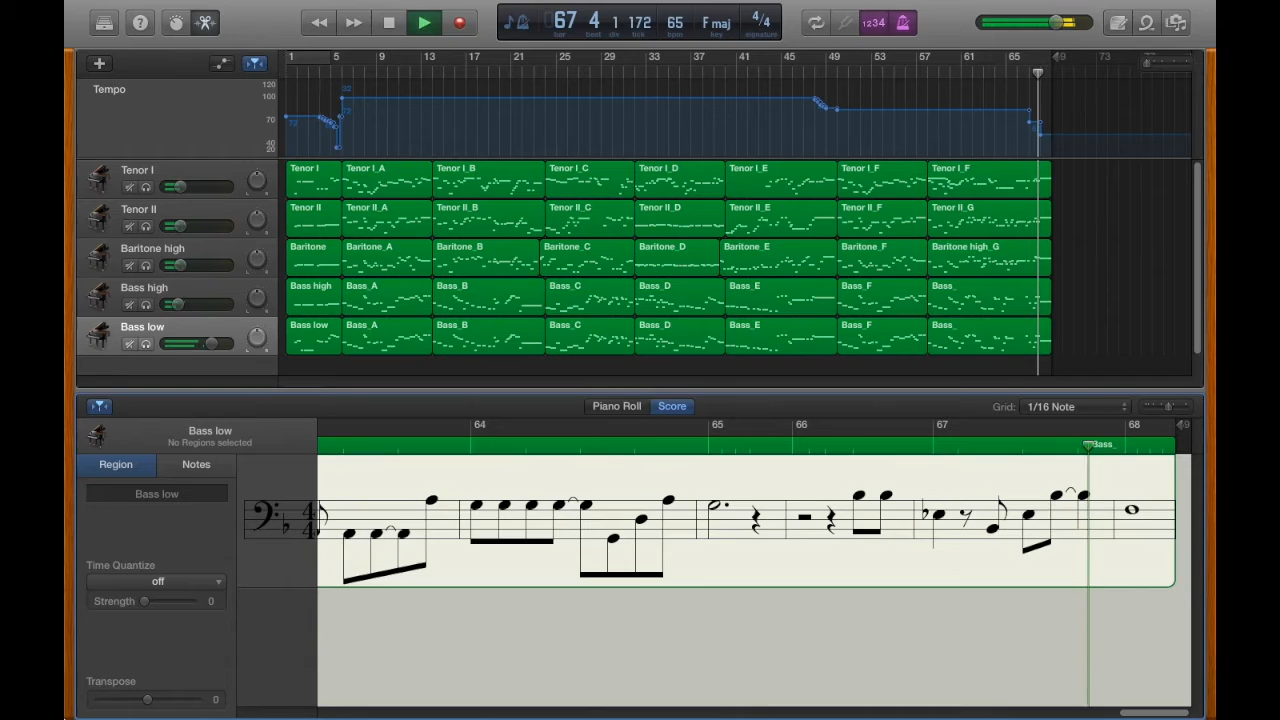 67 4 1 172 65 F maj 4/4
bar beat div tick bpm key signature
1234
1 5 9 13 17 21 25 29 33 37 41 45 49 53 57 61 65 69 73
Tempo
120
100
70
40
20
72
32
72
Tenor I
Tenor I Tenor I_A Tenor I_B Tenor I_C Tenor I_D Tenor I_E Tenor I_F Tenor I_F
Tenor II
Tenor II Tenor II_A Tenor II_B Tenor II_C Tenor II_D Tenor II_E Tenor II_F Tenor II_G
Baritone high
Baritone Baritone_A Baritone_B Baritone_C Baritone_D Baritone_E Baritone_F Baritone high_G
Bass high
Bass high Bass_A Bass_B Bass_C Bass_D Bass_E Bass_F Bass_
Bass low
Bass low Bass_A Bass_B Bass_C Bass_D Bass_E Bass_F Bass_
Piano Roll Score
Grid: 1/16 Note
Bass low
No Regions selected
64 65 66 67 68
Bass_
Region Notes
Bass low
Time Quantize
off
Strength 0
Transpose
0